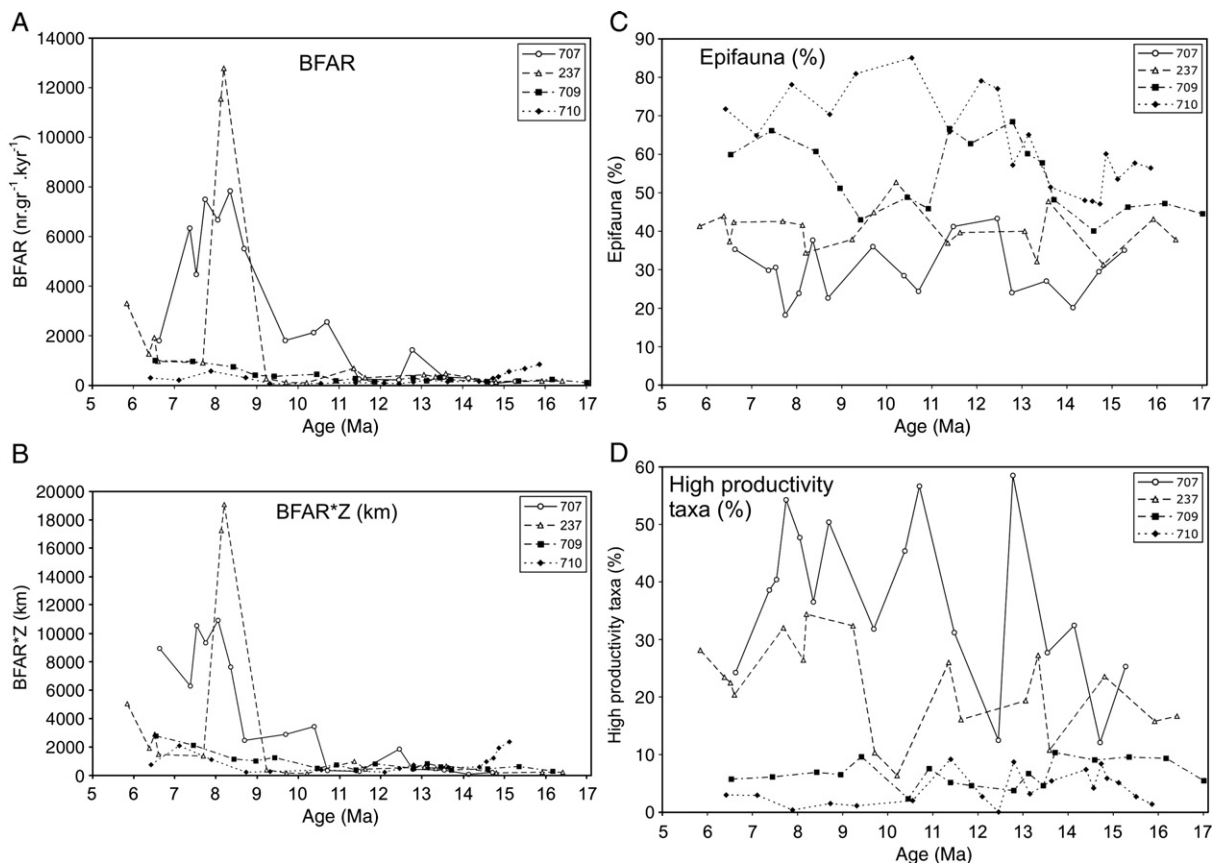 A
BFAR
BFAR (nr.gr⁻¹.kyr⁻¹)
14000
12000
10000
8000
6000
4000
2000
0
5 6 7 8 9 10 11 12 13 14 15 16 17
Age (Ma)
707
237
709
710
B
BFAR*Z (km)
BFAR*Z (km)
20000
18000
16000
14000
12000
10000
8000
6000
4000
2000
0
5 6 7 8 9 10 11 12 13 14 15 16 17
Age (Ma)
707
237
709
710
C
Epifauna (%)
Epifauna (%)
90
80
70
60
50
40
30
20
10
0
5 6 7 8 9 10 11 12 13 14 15 16 17
Age (Ma)
707
237
709
710
D
High productivity
taxa (%)
High productive taxa (%)
60
50
40
30
20
10
0
5 6 7 8 9 10 11 12 13 14 15 16 17
Age (Ma)
707
237
709
710